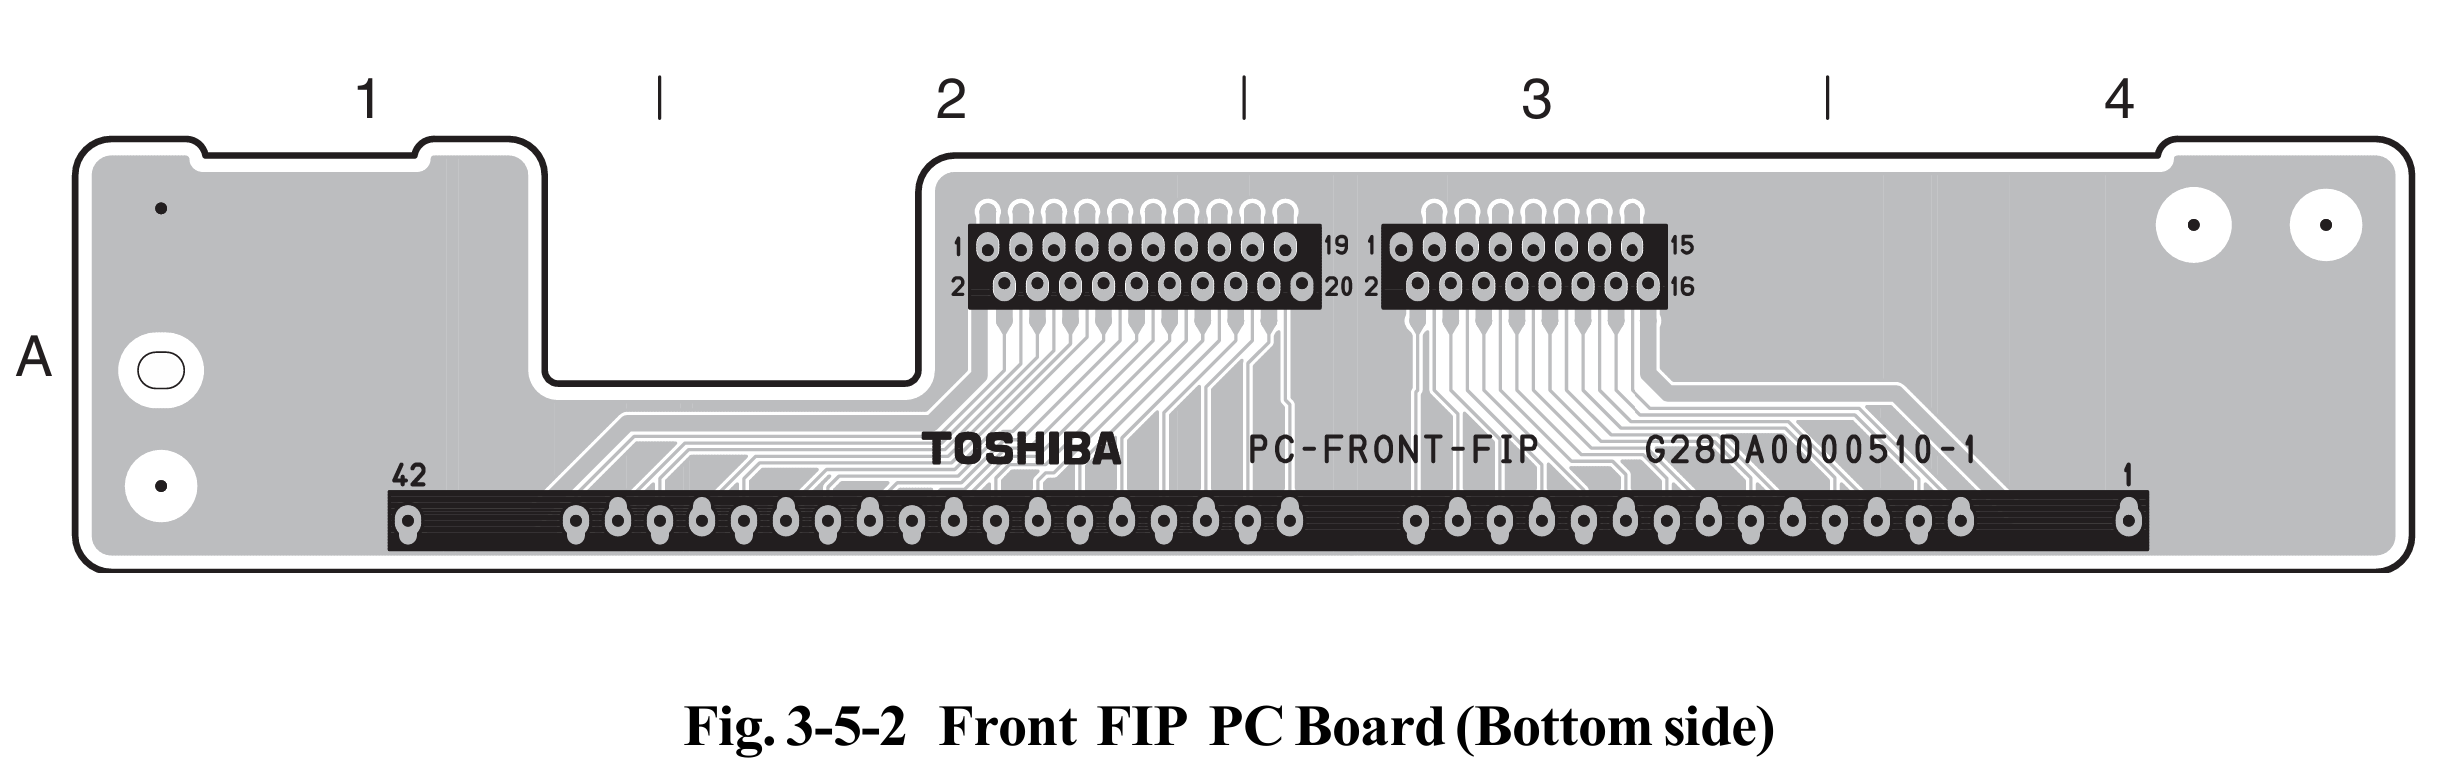 1 | 2 | 3 | 4
A
1 19 1 15
2 20 2 16
TOSHIBA PC-FRONT-FIP G28DA0000510-1
42 1
Fig. 3-5-2 Front FIP PC Board (Bottom side)